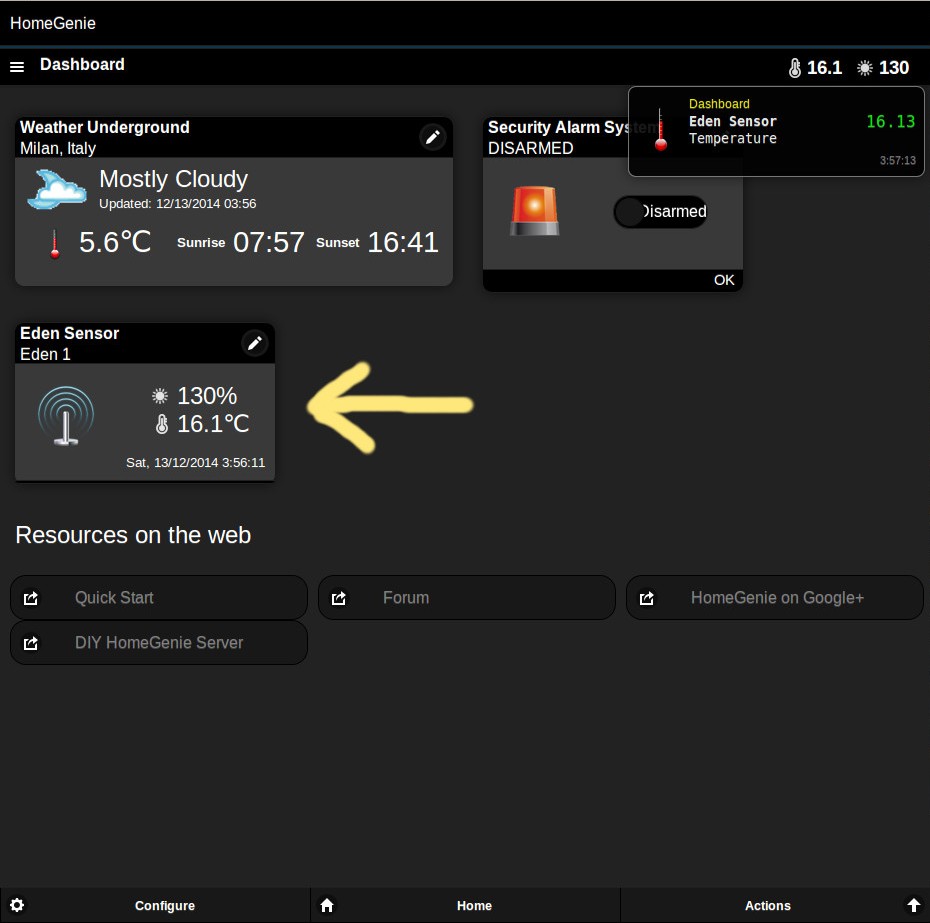 HomeGenie
Dashboard
16.1 130
Dashboard
Eden Sensor 16.13
Temperature
3:57:13
Weather Underground
Milan, Italy
Mostly Cloudy
Updated: 12/13/2014 03:56
5.6℃ Sunrise 07:57 Sunset 16:41
Security Alarm System
DISARMED
Disarmed
OK
Eden Sensor
Eden 1
130%
16.1℃
Sat, 13/12/2014 3:56:11
Resources on the web
Quick Start Forum HomeGenie on Google+
DIY HomeGenie Server
Configure Home Actions